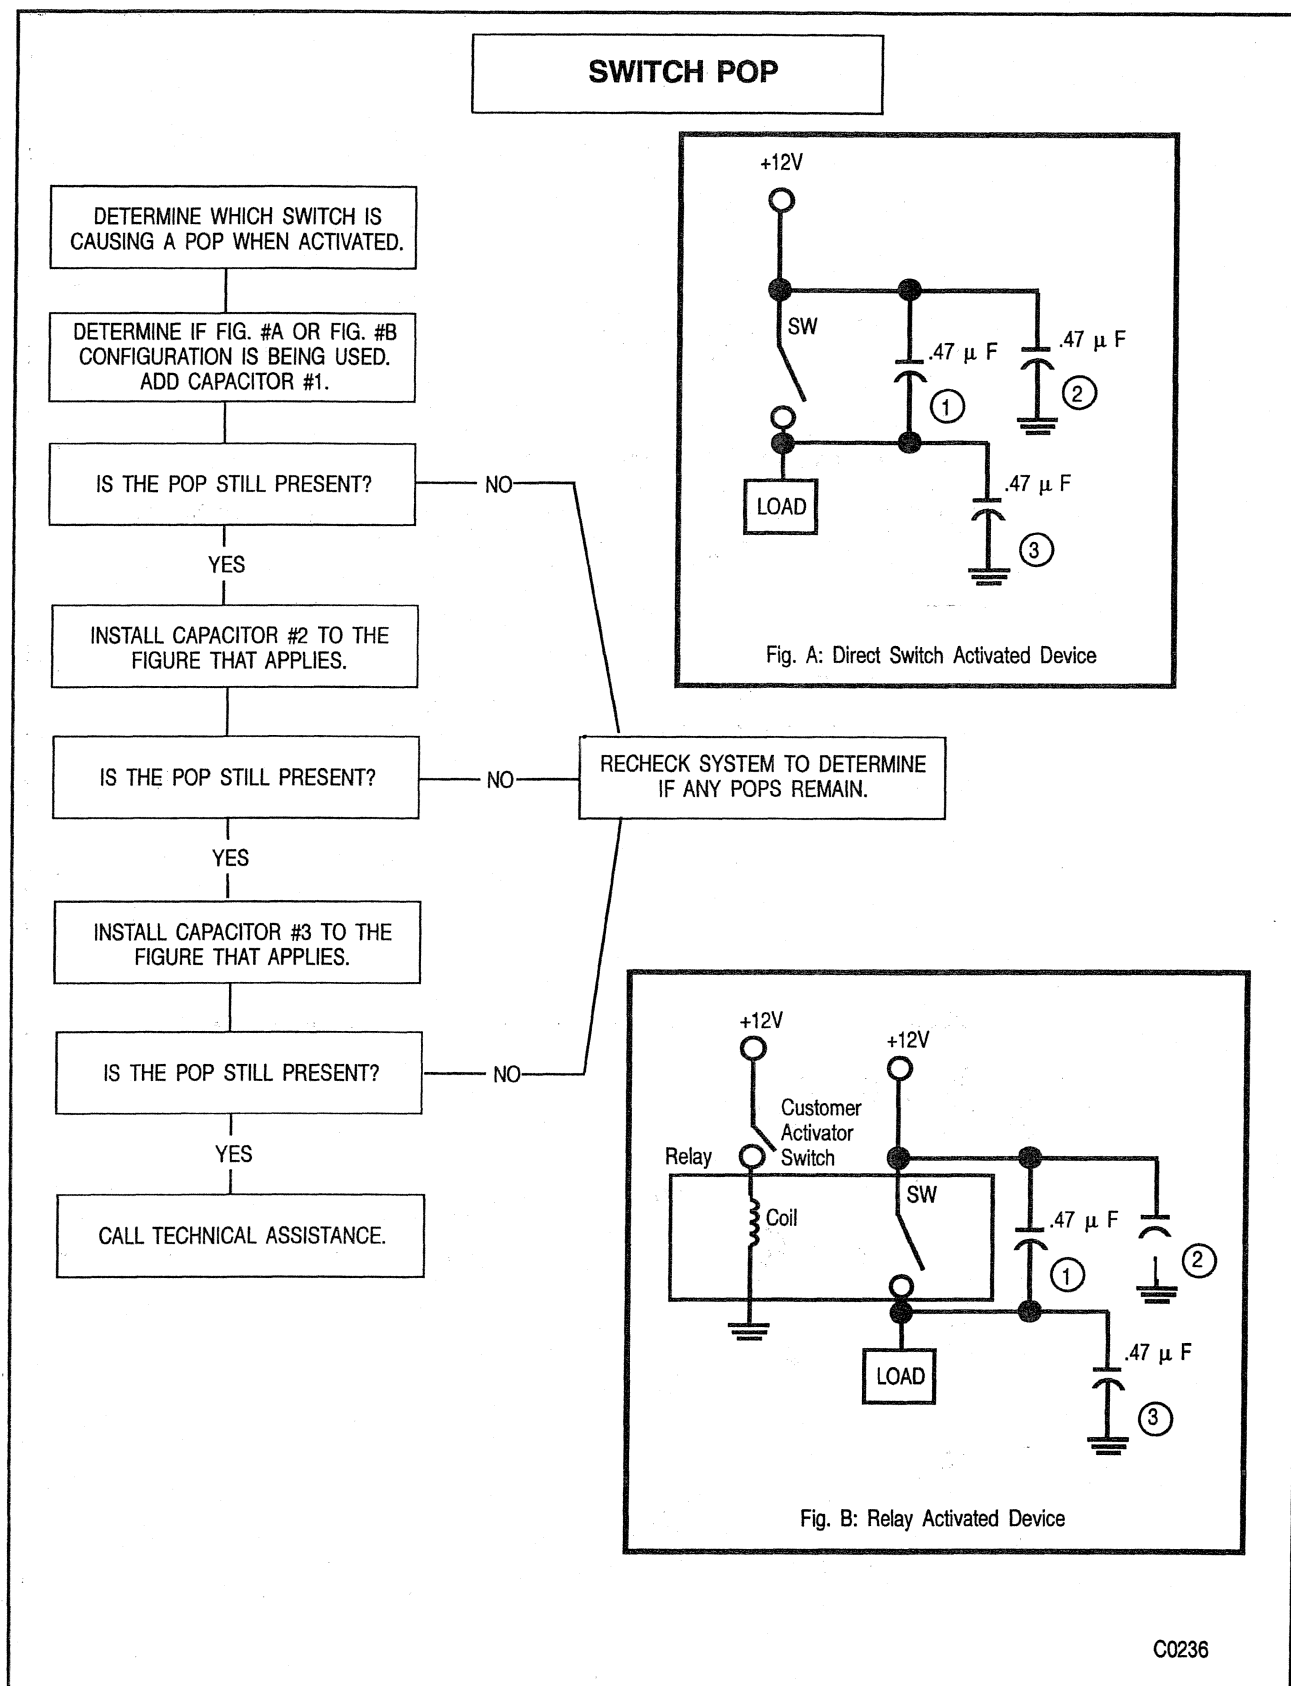 SWITCH POP
DETERMINE WHICH SWITCH IS
CAUSING A POP WHEN ACTIVATED.
DETERMINE IF FIG. #A OR FIG. #B
CONFIGURATION IS BEING USED.
ADD CAPACITOR #1.
IS THE POP STILL PRESENT?
NO
YES
INSTALL CAPACITOR #2 TO THE
FIGURE THAT APPLIES.
IS THE POP STILL PRESENT?
NO
RECHECK SYSTEM TO DETERMINE
IF ANY POPS REMAIN.
YES
INSTALL CAPACITOR #3 TO THE
FIGURE THAT APPLIES.
IS THE POP STILL PRESENT?
NO
YES
CALL TECHNICAL ASSISTANCE.
+12V
SW
.47 μ F
1
.47 μ F
2
LOAD
.47 μ F
3
Fig. A: Direct Switch Activated Device
+12V
+12V
Customer
Activator
Switch
Relay
Coil
SW
.47 μ F
1
2
LOAD
.47 μ F
3
Fig. B: Relay Activated Device
C0236